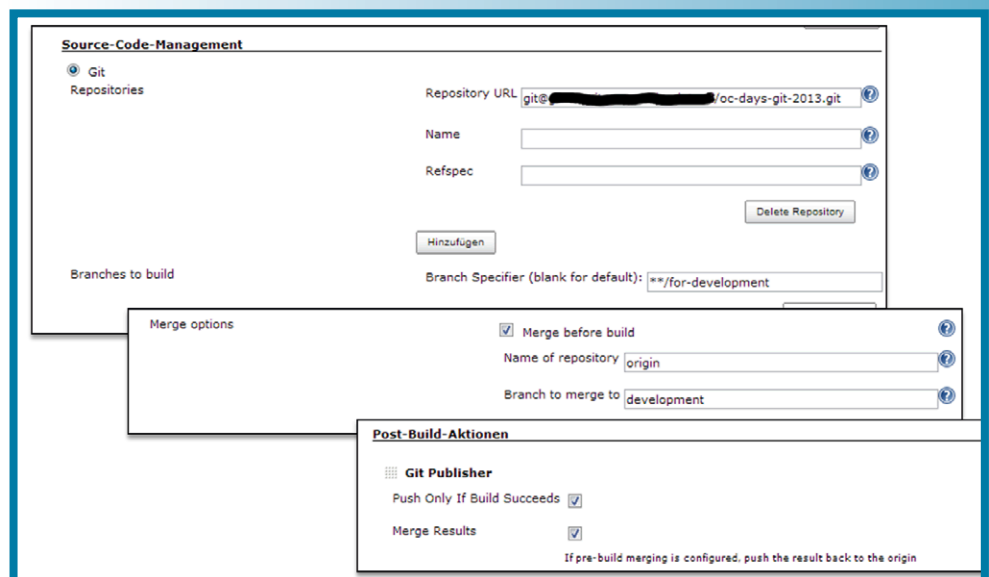 Source-Code-Management
Git
Repositories
Repository URL git@ /oc-days-git-2013.git
Name
Refspec
Delete Repository
Hinzufügen
Branches to build
Branch Specifier (blank for default): **/for-development
Merge options
Merge before build
Name of repository origin
Branch to merge to development
Post-Build-Aktionen
Git Publisher
Push Only If Build Succeeds
Merge Results
If pre-build merging is configured, push the result back to the origin